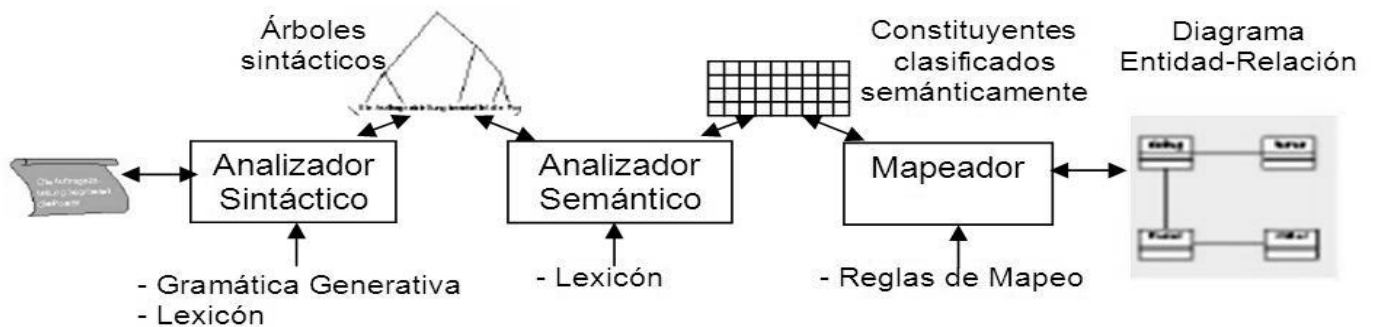 Árboles
sintácticos
Constituyentes
clasificados
semánticamente
Diagrama
Entidad-Relación
Analizador
Sintáctico
Analizador
Semántico
Mapeador
- Gramática Generativa
- Lexicón
- Lexicón
- Reglas de Mapeo